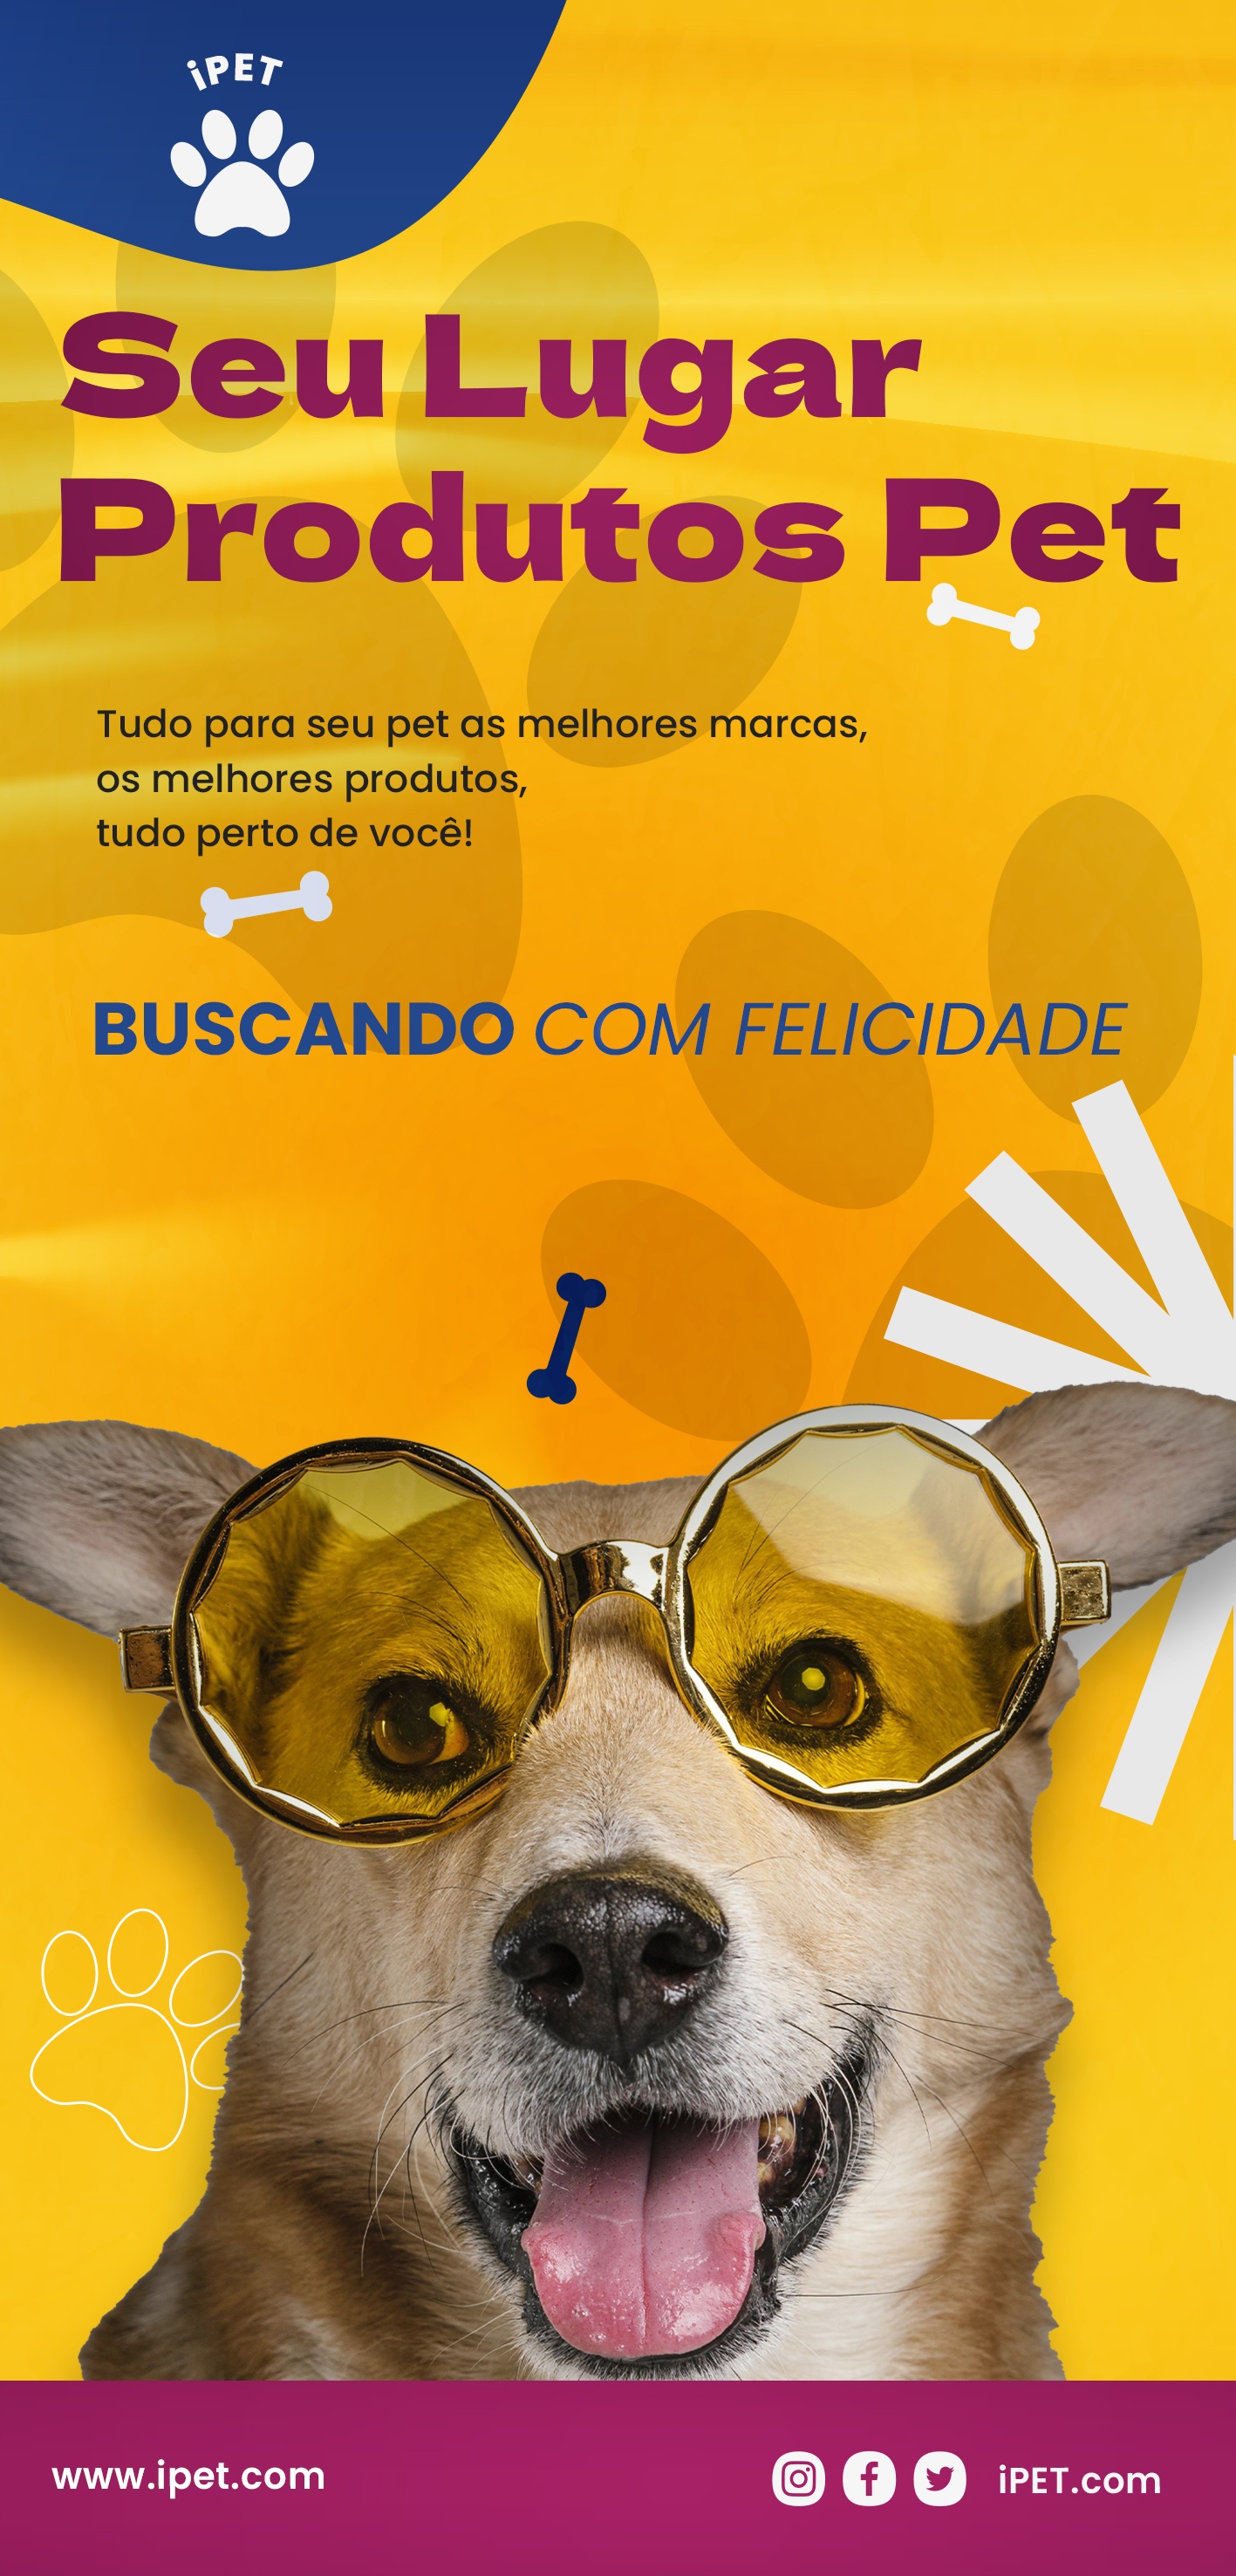 iPET
Seu Lugar
Produtos Pet
Tudo para seu pet as melhores marcas,
os melhores produtos,
tudo perto de você!
BUSCANDO COM FELICIDADE
www.ipet.com
iPET.com